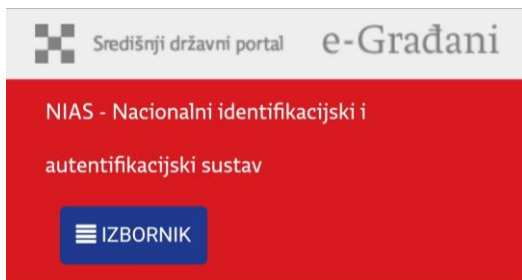 Središnji državni portal e-Građani
NIAS - Nacionalni identifikacijski i
autentifikacijski sustav
IZBORNIK